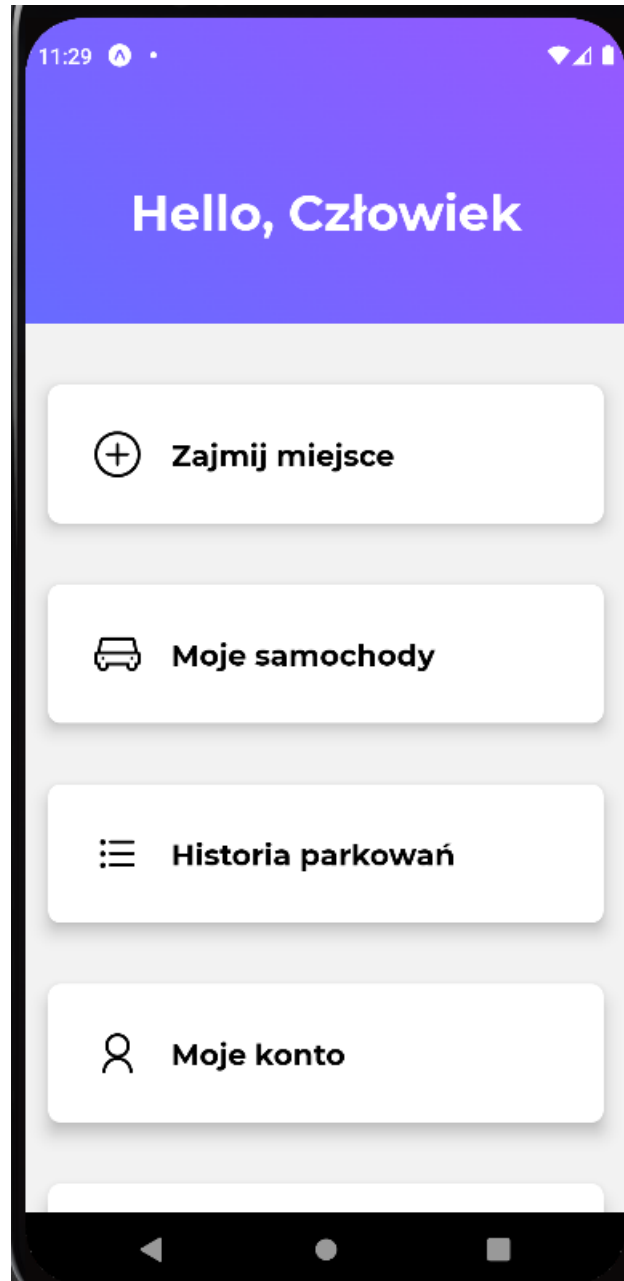 11:29
Hello, Człowiek
Zajmij miejsce
Moje samochody
Historia parkowań
Moje konto